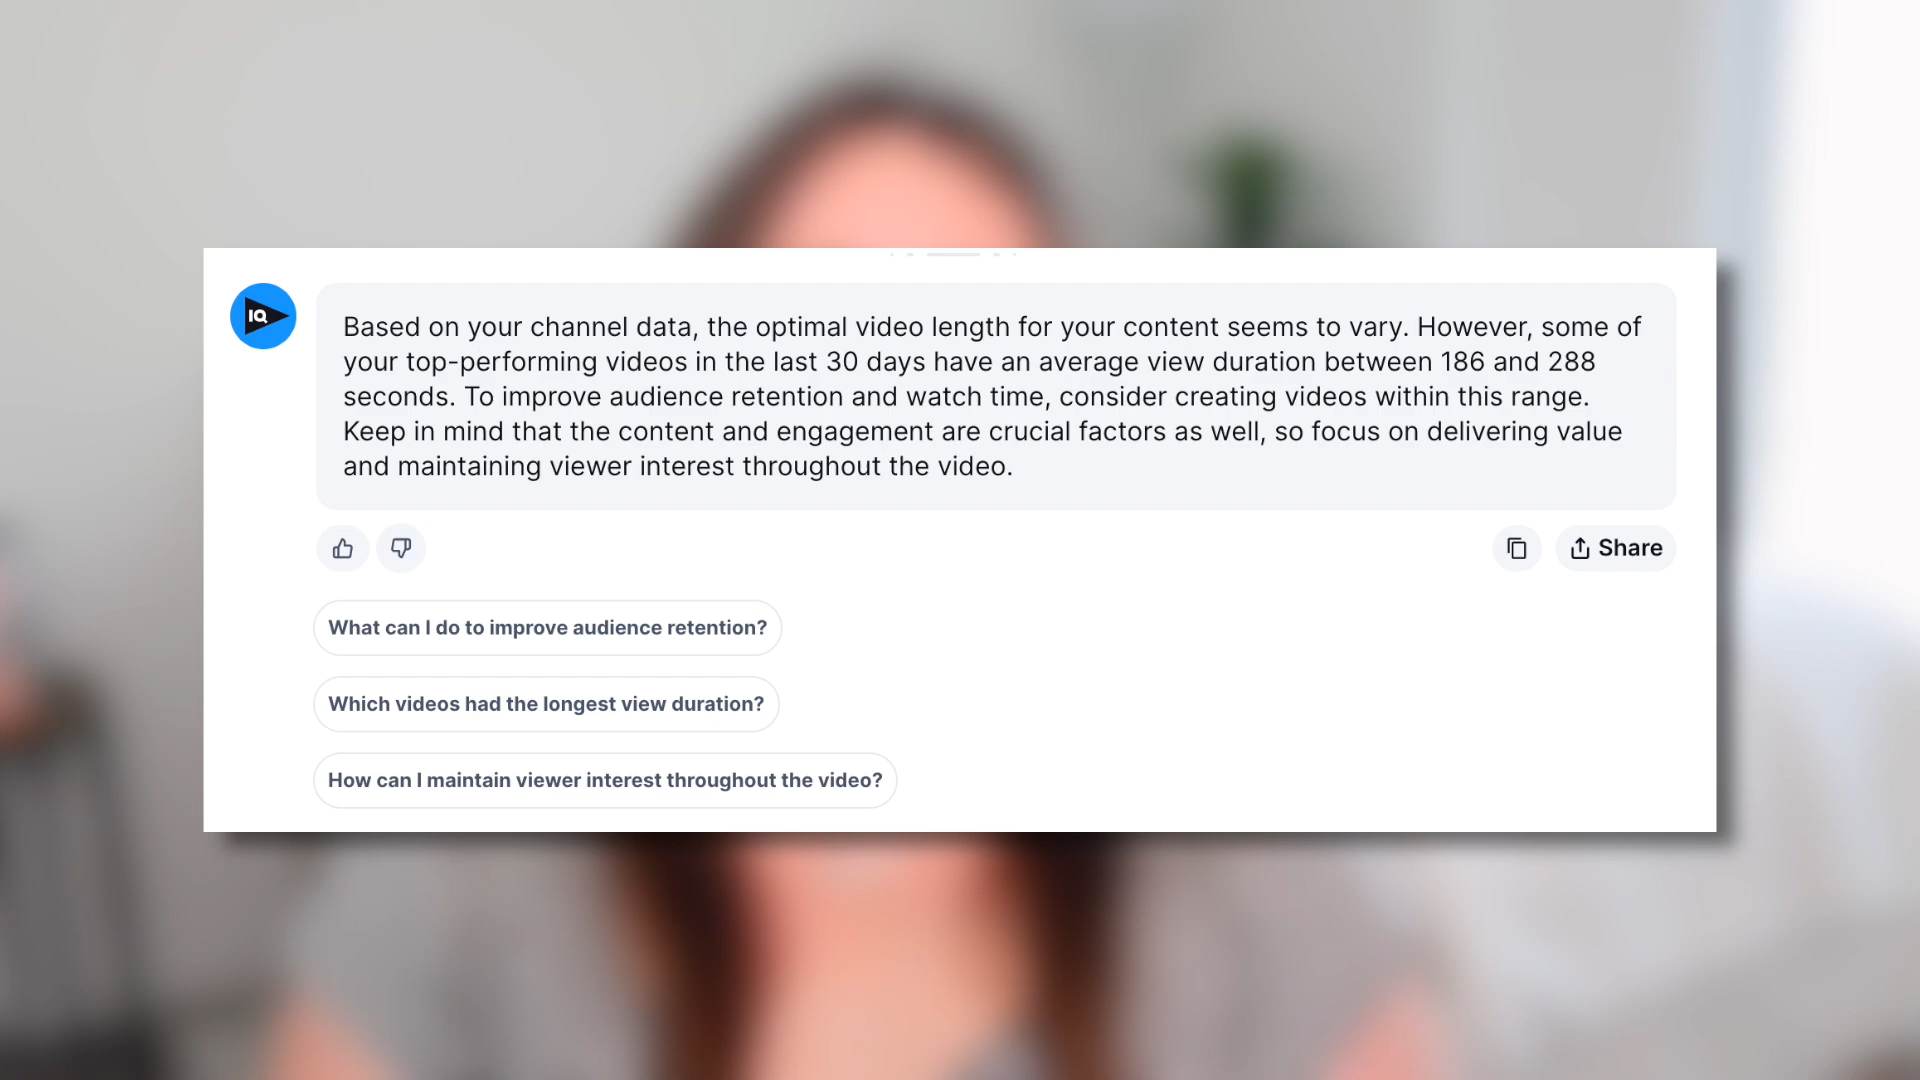 IQ
Based on your channel data, the optimal video length for your content seems to vary. However, some of
your top-performing videos in the last 30 days have an average view duration between 186 and 288
seconds. To improve audience retention and watch time, consider creating videos within this range.
Keep in mind that the content and engagement are crucial factors as well, so focus on delivering value
and maintaining viewer interest throughout the video.
Share
What can I do to improve audience retention?
Which videos had the longest view duration?
How can I maintain viewer interest throughout the video?